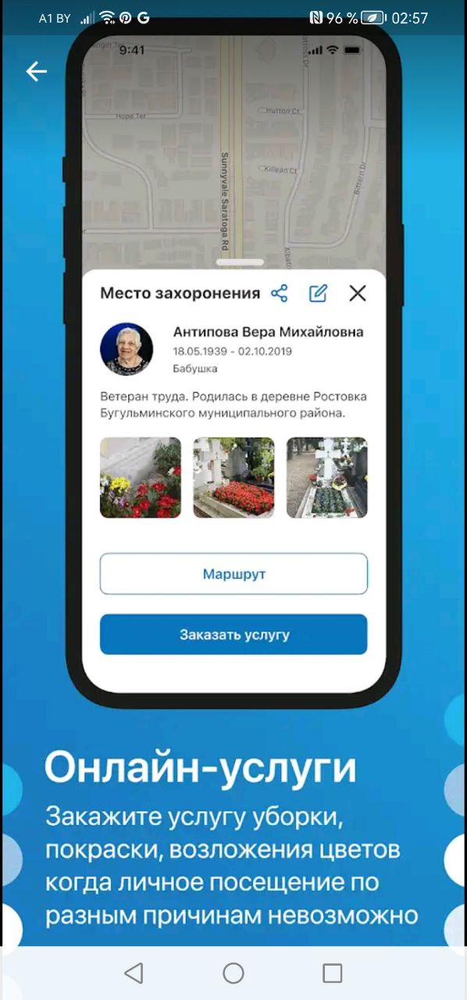 A1 BY 96 % 02:57
9:41
Hope Ter
Hutton Ct
Killean Ct
Sunnyvale Saratoga Rd
Bittern Dr
Место захоронения
Антипова Вера Михайловна
18.05.1939 - 02.10.2019
Бабушка
Ветеран труда. Родилась в деревне Ростовка
Бугульминского муниципального района.
Маршрут
Заказать услугу
Онлайн-услуги
Закажите услугу уборки,
покраски, возложения цветов
когда личное посещение по
разным причинам невозможно